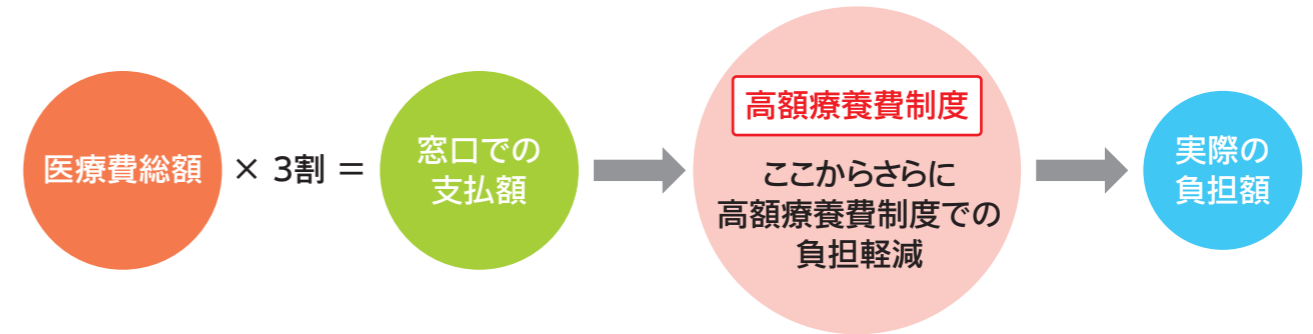 医療費総額
× 3割 =
窓口での
支払額
高額療養費制度
ここからさらに
高額療養費制度での
負担軽減
実際の
負担額